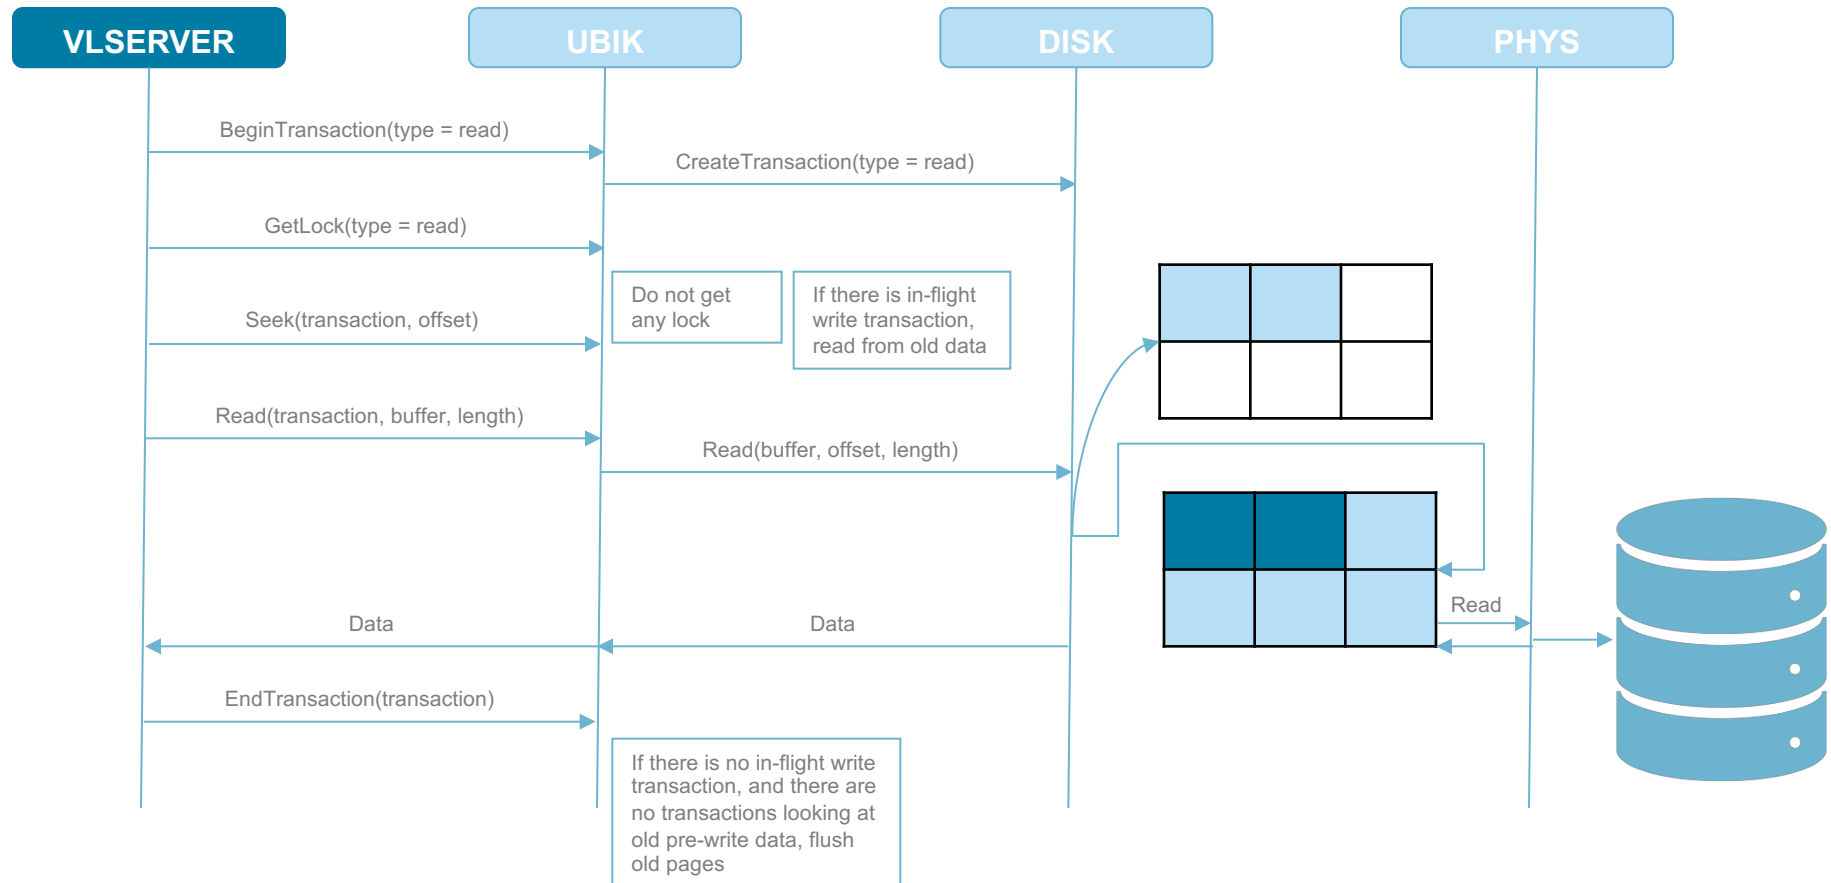 VLSERVER
UBIK
DISK
PHYS
BeginTransaction(type = read)
CreateTransaction(type = read)
GetLock(type = read)
Do not get
any lock
If there is in-flight
write transaction,
read from old data
Seek(transaction, offset)
Read(transaction, buffer, length)
Read(buffer, offset, length)
Read
Data
Data
EndTransaction(transaction)
If there is no in-flight write
transaction, and there are
no transactions looking at
old pre-write data, flush
old pages